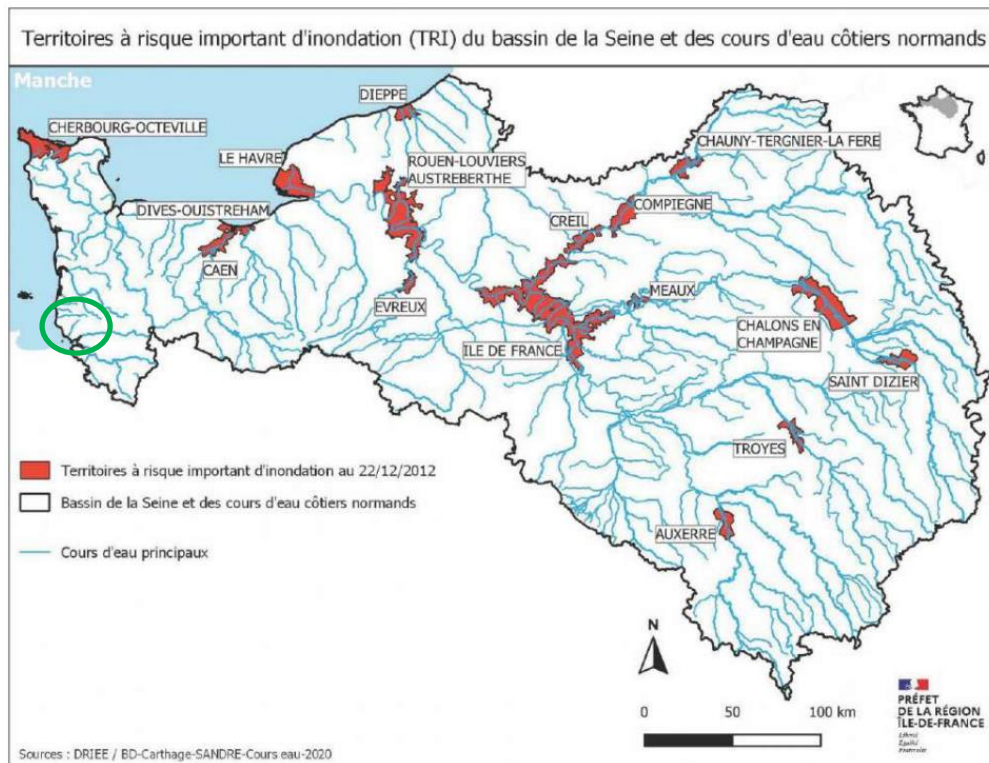 Territoires à risque important d'inondation (TRI) du bassin de la Seine et des cours d'eau côtiers normands
Manche
DIEPPE
CHERBOURG-OCTEVILLE
CHAUNY-TERGNIER-LA FERE
LE HAVRE
ROUEN-LOUVIERS
AUSTREBERTHE
COMPIEGNE
DIVES-OUISTREHAM
CREIL
CAEN
MEAUX
EVREUX
CHALONS EN
CHAMPAGNE
ILE DE FRANCE
SAINT DIZIER
TROYES
Territoires à risque important d'inondation au 22/12/2012
Bassin de la Seine et des cours d'eau côtiers normands
AUXERRE
Cours d'eau principaux
N
PRÉFET
DE LA RÉGION
ÎLE-DE-FRANCE
Liberté
Égalité
Fraternité
0 50 100 km
Sources : DRIEE / BD-Carthage-SANDRE-Cours eau-2020